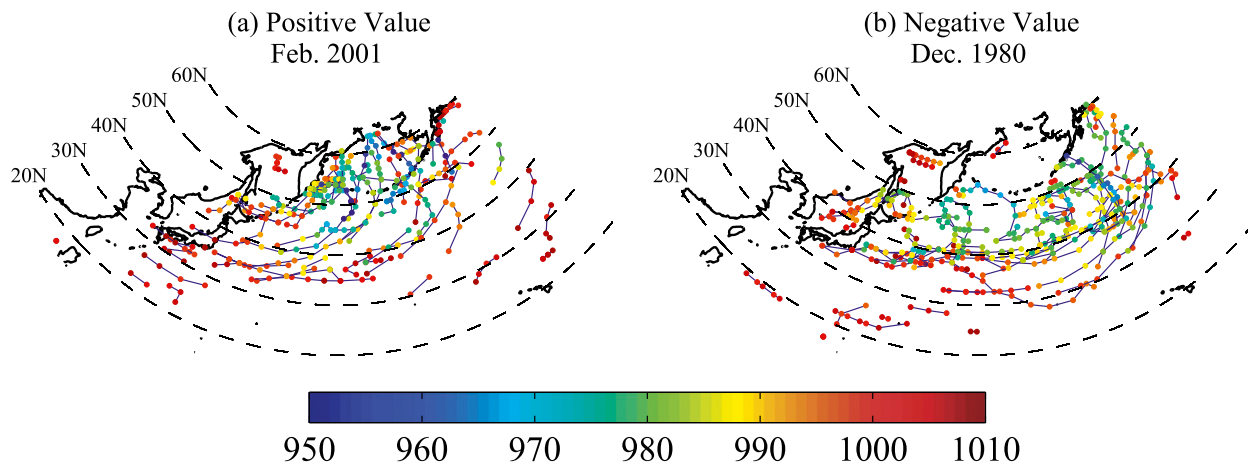 (a) Positive Value
Feb. 2001
(b) Negative Value
Dec. 1980
60N
50N
40N
30N
20N
60N
50N
40N
30N
20N
950 960 970 980 990 1000 1010